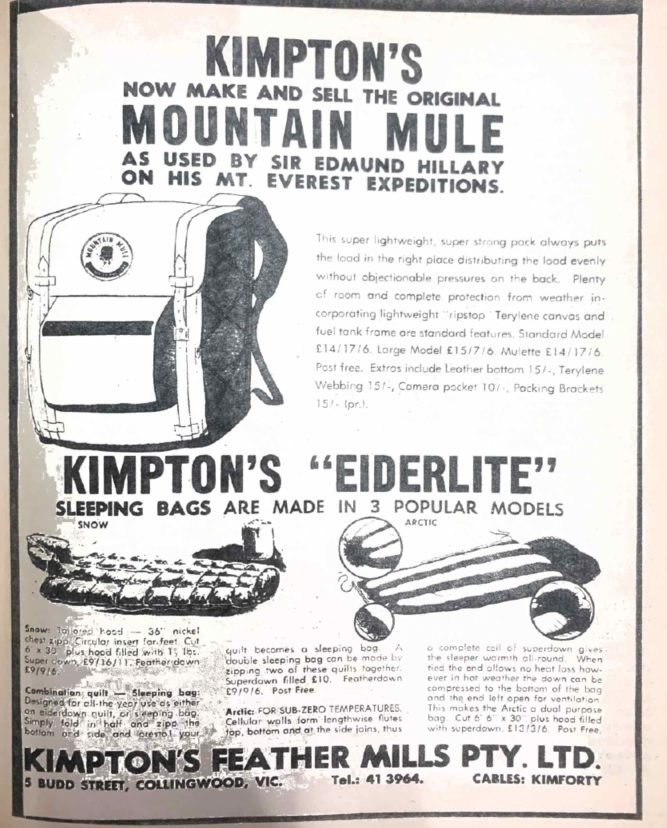 KIMPTON'S
NOW MAKE AND SELL THE ORIGINAL
MOUNTAIN MULE
AS USED BY SIR EDMUND HILLARY
ON HIS MT. EVEREST EXPEDITIONS.
MOUNTAIN MULE
This super lightweight, super strong pack always puts
the load in the right place distributing the load evenly
without objectionable pressures on the back. Plenty
of room and complete protection from weather in-
corporating lightweight "ripstop" Terylene canvas and
fuel tank frame are standard features. Standard Model
£14/17/6. Large Model £15/7/6. Mulette £14/17/6.
Post free. Extras include Leather bottom 15/-, Terylene
Webbing 15/-, Camera pocket 10/-, Packing Brackets
15/- (pr.).
KIMPTON'S "EIDERLITE"
SLEEPING BAGS ARE MADE IN 3 POPULAR MODELS
SNOW
ARCTIC
Snow: Tailored hood — 36" nickel
chest zipp. Circular insert for feet. Cut
6' x 30" plus hood filled with lbs.
Super down, £9/16/11. Featherdown
£9/9/6.
Combination quilt — Sleeping bag:
Designed for all-the year use as either
an eiderdown quilt, or sleeping bag.
Simply fold in half and zipp the
bottom and side and presto! your
quilt becomes a sleeping bag. A
double sleeping bag can be made by
zipping two of these quilts together.
Superdown filled £10. Featherdown
£9/9/6. Post Free.
Arctic: FOR SUB-ZERO TEMPERATURES.
Cellular walls form lengthwise flutes
top, bottom and at the side joins, thus
a complete coil of superdown gives
the sleeper warmth all-round. When
tied the end allows no heat loss how-
ever in hot weather the down can be
compressed to the bottom of the bag
and the end left open for ventilation.
This makes the Arctic a dual purpose
bag. Cut 6' 6" x 30" plus hood filled
with superdown. £13/3/6. Post Free.
KIMPTON'S FEATHER MILLS PTY. LTD.
5 BUDD STREET, COLLINGWOOD, VIC. Tel.: 41 3964. CABLES: KIMFORTY